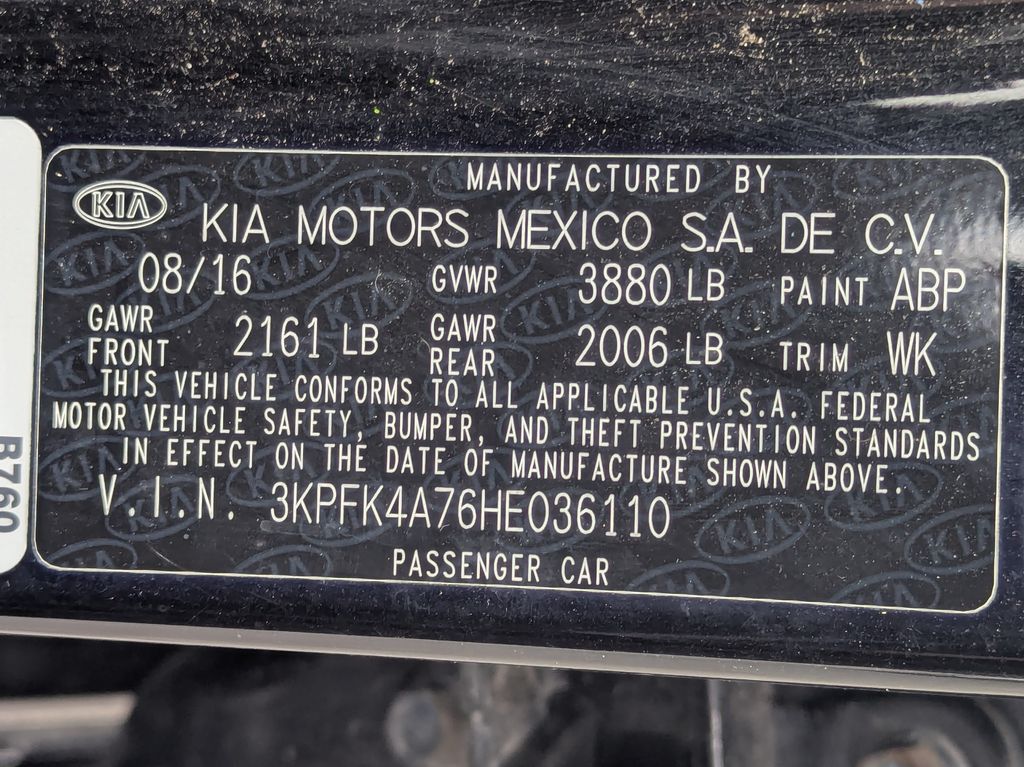 MANUFACTURED BY
KIA KIA MOTORS MEXICO S.A. DE C.V.
08/16 GVWR 3880 LB PAINT ABP
GAWR FRONT 2161 LB GAWR REAR 2006 LB TRIM WK
THIS VEHICLE CONFORMS TO ALL APPLICABLE U.S.A. FEDERAL
MOTOR VEHICLE SAFETY, BUMPER, AND THEFT PREVENTION STANDARDS
IN EFFECT ON THE DATE OF MANUFACTURE SHOWN ABOVE.
V.I.N. 3KPFK4A76HE036110
PASSENGER CAR
B760